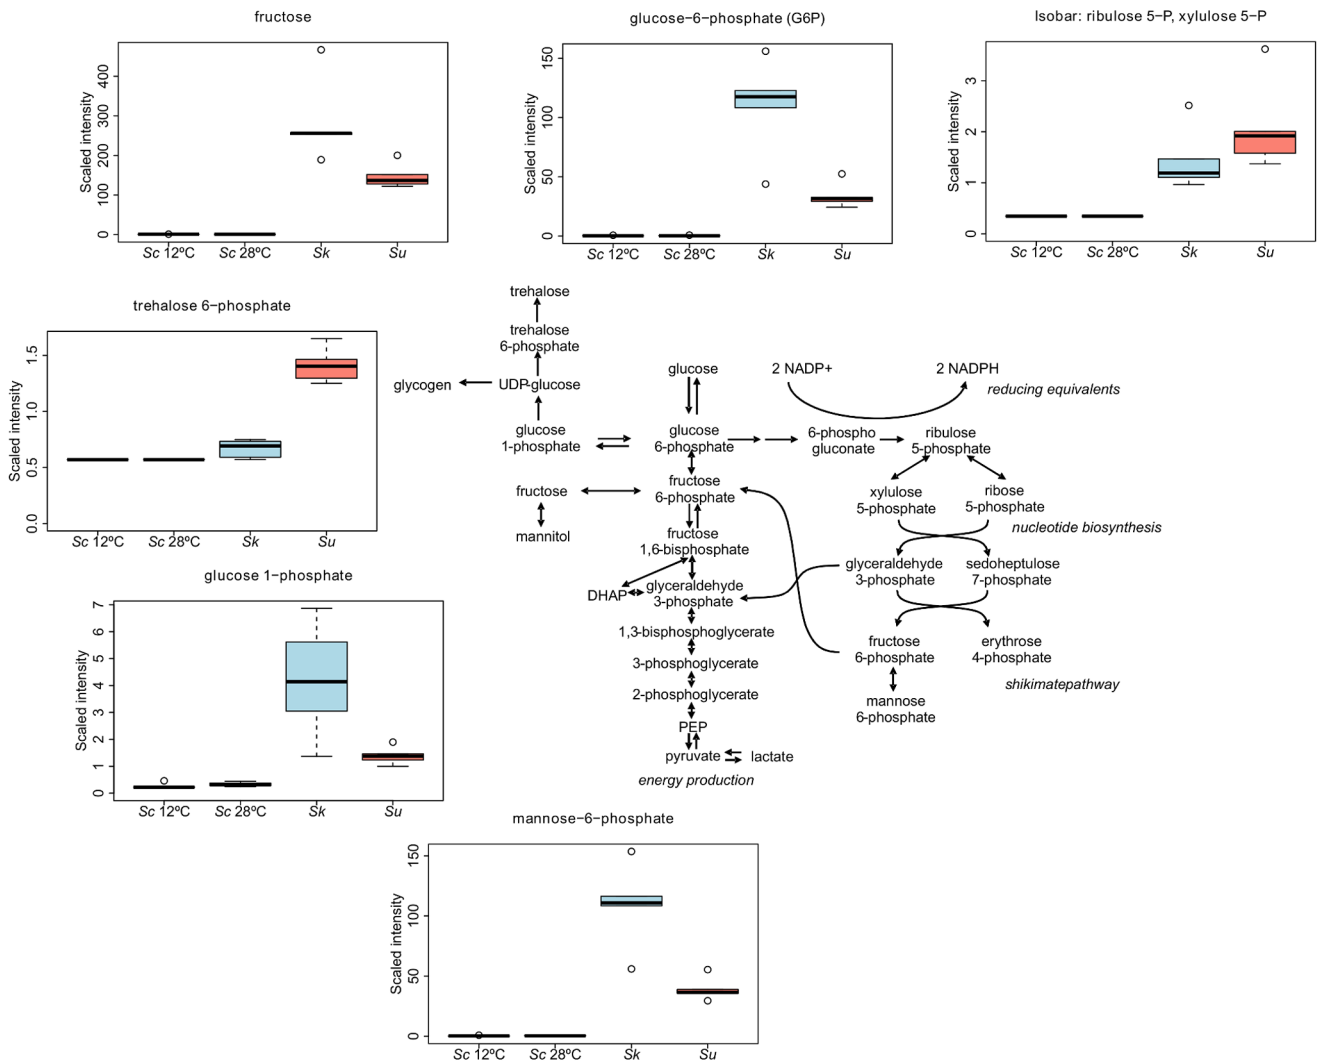 fructose
Scaled intensity
400
300
200
100
0
Sc 12ºC
Sc 28ºC
Sk
Su
glucose−6−phosphate (G6P)
Scaled intensity
150
100
50
0
Sc 12ºC
Sc 28ºC
Sk
Su
Isobar: ribulose 5−P, xylulose 5−P
Scaled intensity
3
2
1
0
Sc 12ºC
Sc 28ºC
Sk
Su
trehalose 6−phosphate
Scaled intensity
1.5
1.0
0.5
0.0
Sc 12ºC
Sc 28ºC
Sk
Su
glucose 1−phosphate
Scaled intensity
7
6
5
4
3
2
1
0
Sc 12ºC
Sc 28ºC
Sk
Su
trehalose
trehalose
6-phosphate
glycogen
UDP-glucose
glucose
1-phosphate
fructose
mannitol
glucose
glucose
6-phosphate
fructose
6-phosphate
fructose
1,6-bisphosphate
DHAP
glyceraldehyde
3-phosphate
1,3-bisphosphoglycerate
3-phosphoglycerate
2-phosphoglycerate
PEP
pyruvate
lactate
energy production
2 NADP+
2 NADPH
reducing equivalents
6-phospho
gluconate
ribulose
5-phosphate
xylulose
5-phosphate
ribose
5-phosphate
nucleotide biosynthesis
glyceraldehyde
3-phosphate
sedoheptulose
7-phosphate
fructose
6-phosphate
erythrose
4-phosphate
shikimatepathway
mannose
6-phosphate
mannose−6−phosphate
Scaled intensity
150
100
50
0
Sc 12ºC
Sc 28ºC
Sk
Su